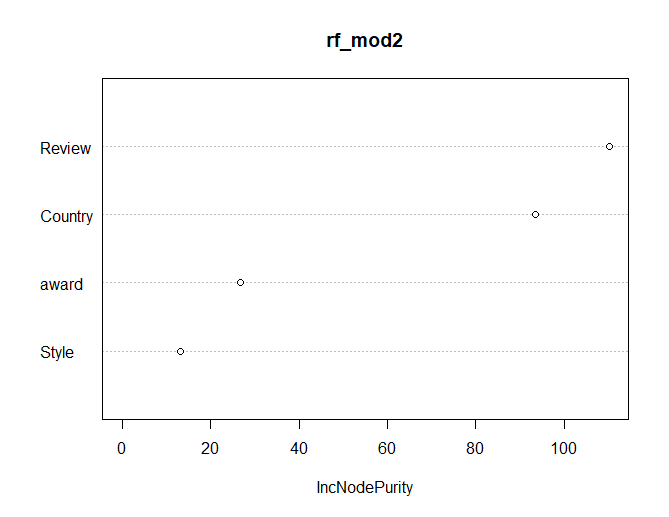 rf_mod2
Review
Country
award
Style
0 20 40 60 80 100
IncNodePurity